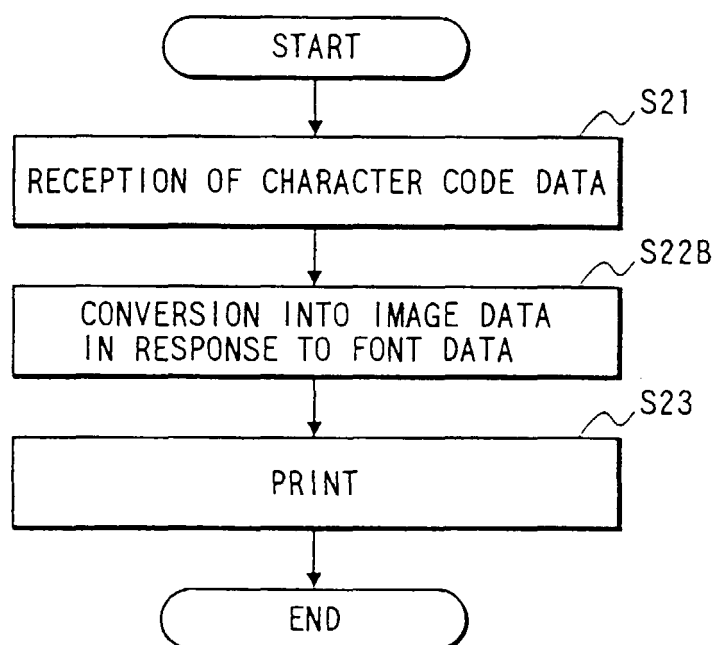 START
S21
RECEPTION OF CHARACTER CODE DATA
S22B
CONVERSION INTO IMAGE DATA
IN RESPONSE TO FONT DATA
S23
PRINT
END